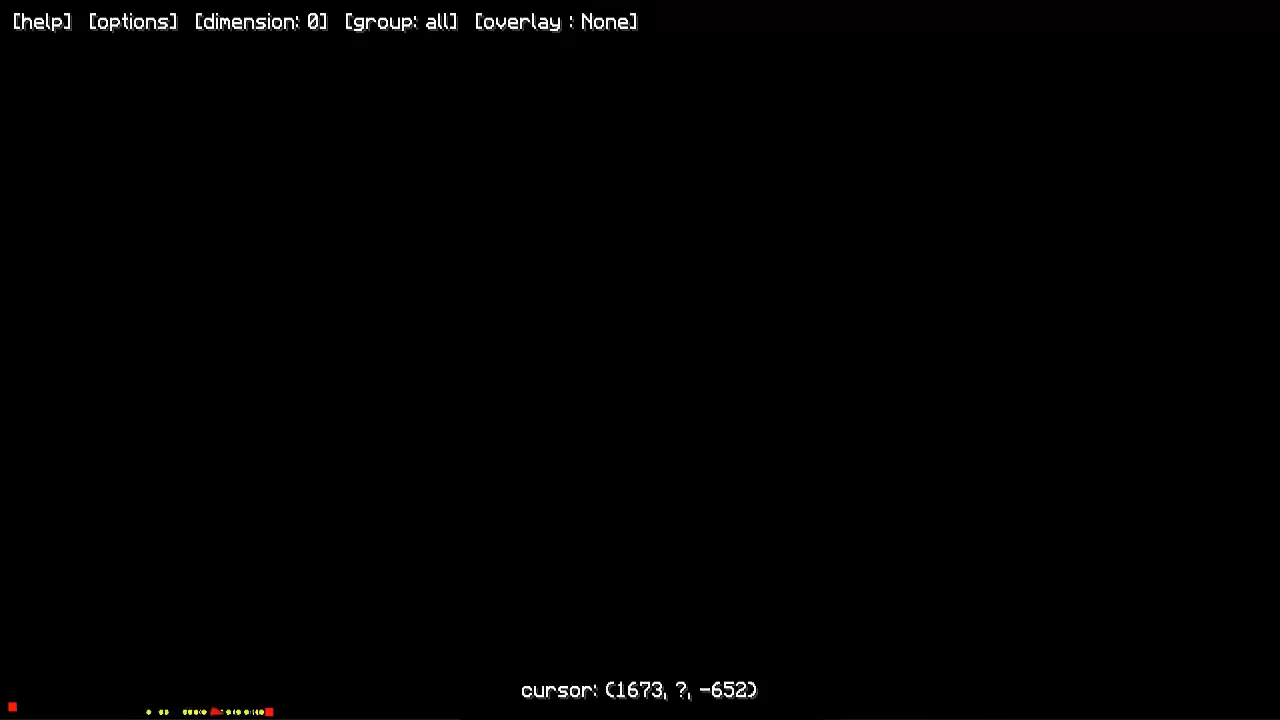 [help] [options] [dimension: 0] [group: all] [overlay : None]
cursor: (1673, ?, -652)